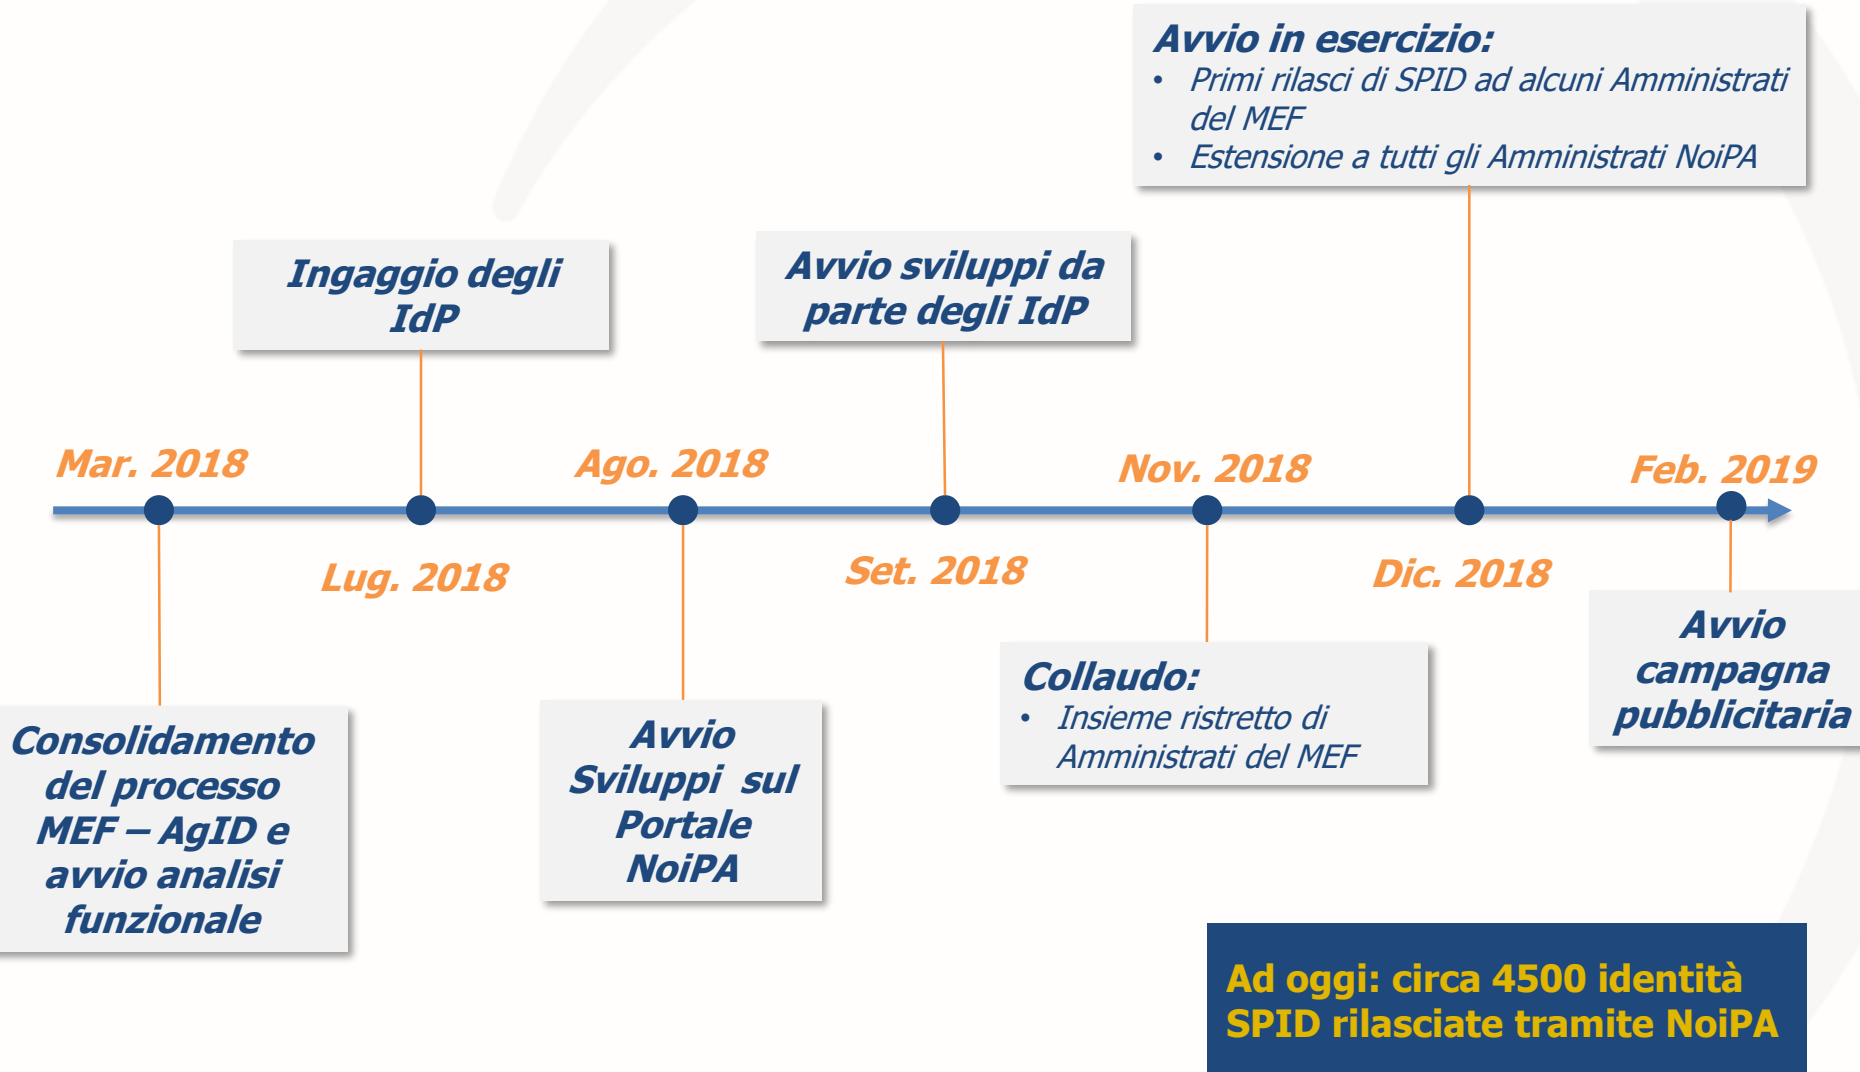 Avvio in esercizio:
• Primi rilasci di SPID ad alcuni Amministrati
del MEF
• Estensione a tutti gli Amministrati NoiPA
Ingaggio degli
IdP
Avvio sviluppi da
parte degli IdP
Mar. 2018
Ago. 2018
Nov. 2018
Feb. 2019
Lug. 2018
Set. 2018
Dic. 2018
Consolidamento
del processo
MEF – AgID e
avvio analisi
funzionale
Avvio
Sviluppi sul
Portale
NoiPA
Collaudo:
• Insieme ristretto di
Amministrati del MEF
Avvio
campagna
pubblicitaria
Ad oggi: circa 4500 identità
SPID rilasciate tramite NoiPA